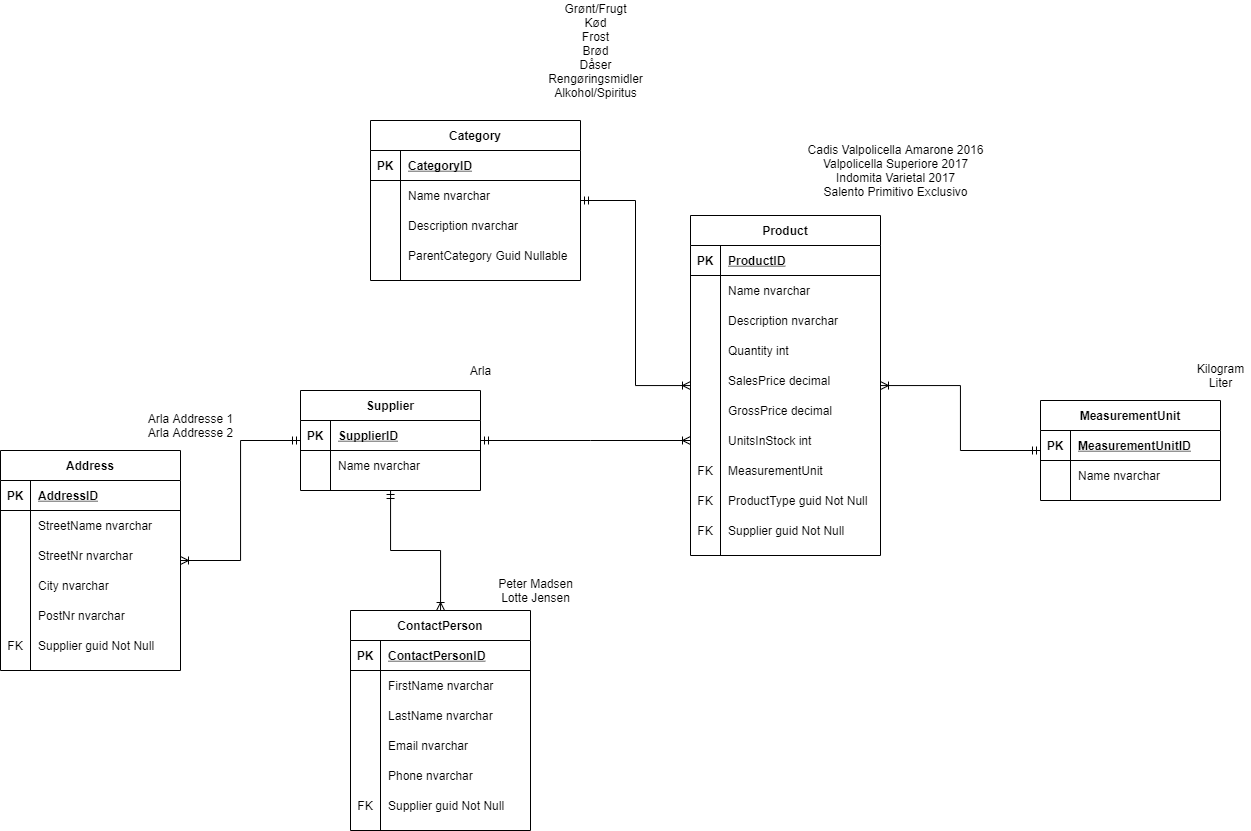 Grønt/Frugt
Kød
Frost
Brød
Dåser
Rengøringsmidler
Alkohol/Spiritus
Category
PK CategoryID
Name nvarchar
Description nvarchar
ParentCategory Guid Nullable
Cadis Valpolicella Amarone 2016
Valpolicella Superiore 2017
Indomita Varietal 2017
Salento Primitivo Exclusivo
Product
PK ProductID
Name nvarchar
Description nvarchar
Quantity int
SalesPrice decimal
GrossPrice decimal
UnitsInStock int
FK MeasurementUnit
FK ProductType guid Not Null
FK Supplier guid Not Null
Kilogram
Liter
MeasurementUnit
PK MeasurementUnitID
Name nvarchar
Arla
Supplier
PK SupplierID
Name nvarchar
Arla Addresse 1
Arla Addresse 2
Address
PK AddressID
StreetName nvarchar
StreetNr nvarchar
City nvarchar
PostNr nvarchar
FK Supplier guid Not Null
Peter Madsen
Lotte Jensen
ContactPerson
PK ContactPersonID
FirstName nvarchar
LastName nvarchar
Email nvarchar
Phone nvarchar
FK Supplier guid Not Null